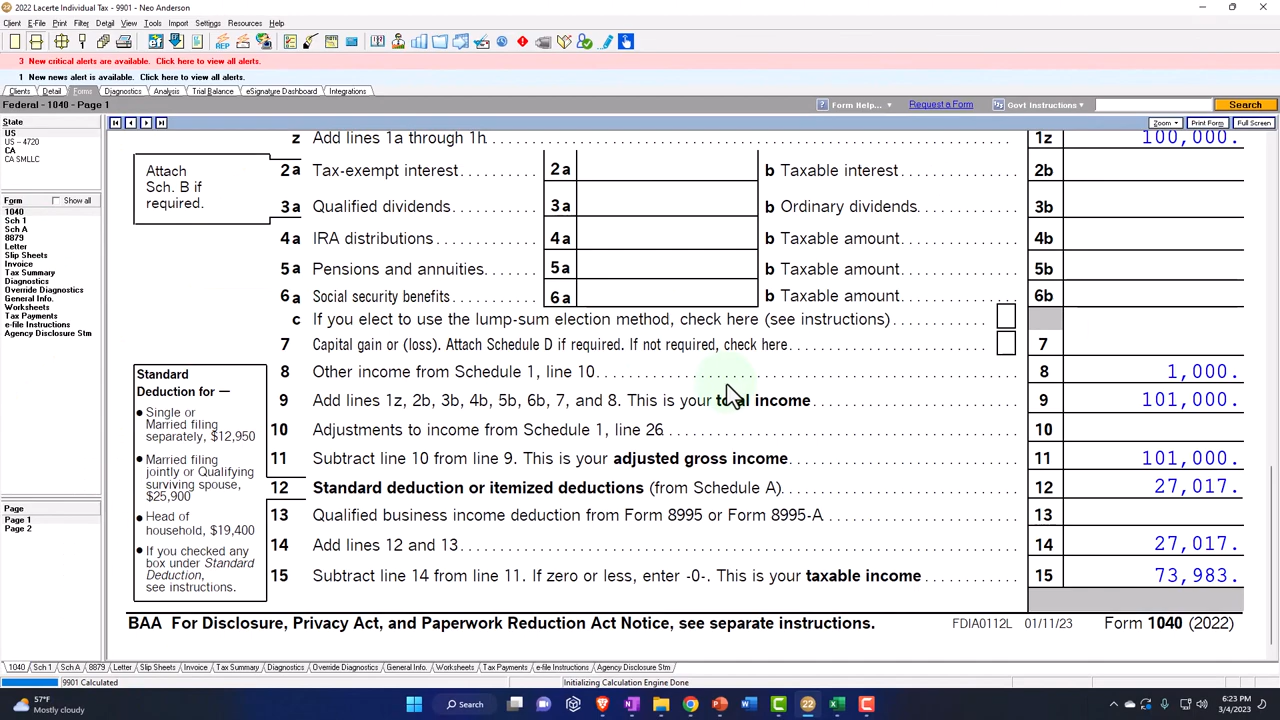 2022 Lacerte Individual Tax - 9901 - Neo Anderson
Client E-File Print Filter Detail View Tools Import Settings Resources Help
3 New critical alerts are available. Click here to view all alerts.
1 New news alert is available. Click here to view all alerts.
Clients Detail Forms Diagnostics Analysis Trial Balance eSignature Dashboard Integrations
Federal - 1040 - Page 1 Form Help... Request a Form Govt Instructions Search
State
US
US - 4720
CA
CA SMLLC
Form Show all
1040
Sch 1
Sch A
8879
Letter
Slip Sheets
Invoice
Tax Summary
Diagnostics
Override Diagnostics
General Info.
Worksheets
Tax Payments
e-file Instructions
Agency Disclosure Stm
Page
Page 1
Page 2
Zoom Print Form Full Screen
z Add lines 1a through 1h 1z 100,000.
Attach
Sch. B if
required.
2a Tax-exempt interest 2a b Taxable interest 2b
3a Qualified dividends 3a b Ordinary dividends 3b
4a IRA distributions 4a b Taxable amount 4b
5a Pensions and annuities 5a b Taxable amount 5b
6a Social security benefits 6a b Taxable amount 6b
c If you elect to use the lump-sum election method, check here (see instructions)
7 Capital gain or (loss). Attach Schedule D if required. If not required, check here 7
Standard
Deduction for —
• Single or
Married filing
separately, $12,950
• Married filing
jointly or Qualifying
surviving spouse,
$25,900
• Head of
household, $19,400
• If you checked any
box under Standard
Deduction,
see instructions.
8 Other income from Schedule 1, line 10 8 1,000.
9 Add lines 1z, 2b, 3b, 4b, 5b, 6b, 7, and 8. This is your total income 9 101,000.
10 Adjustments to income from Schedule 1, line 26 10
11 Subtract line 10 from line 9. This is your adjusted gross income 11 101,000.
12 Standard deduction or itemized deductions (from Schedule A) 12 27,017.
13 Qualified business income deduction from Form 8995 or Form 8995-A 13
14 Add lines 12 and 13 14 27,017.
15 Subtract line 14 from line 11. If zero or less, enter -0-. This is your taxable income 15 73,983.
BAA For Disclosure, Privacy Act, and Paperwork Reduction Act Notice, see separate instructions. FDIA0112L 01/11/23 Form 1040 (2022)
1040 Sch 1 Sch A 8879 Letter Slip Sheets Invoice Tax Summary Diagnostics Override Diagnostics General Info. Worksheets Tax Payments e-file Instructions Agency Disclosure Stm
9901 Calculated Initializing Calculation Engine Done
57°F
Mostly cloudy
Search
6:23 PM
3/4/2023